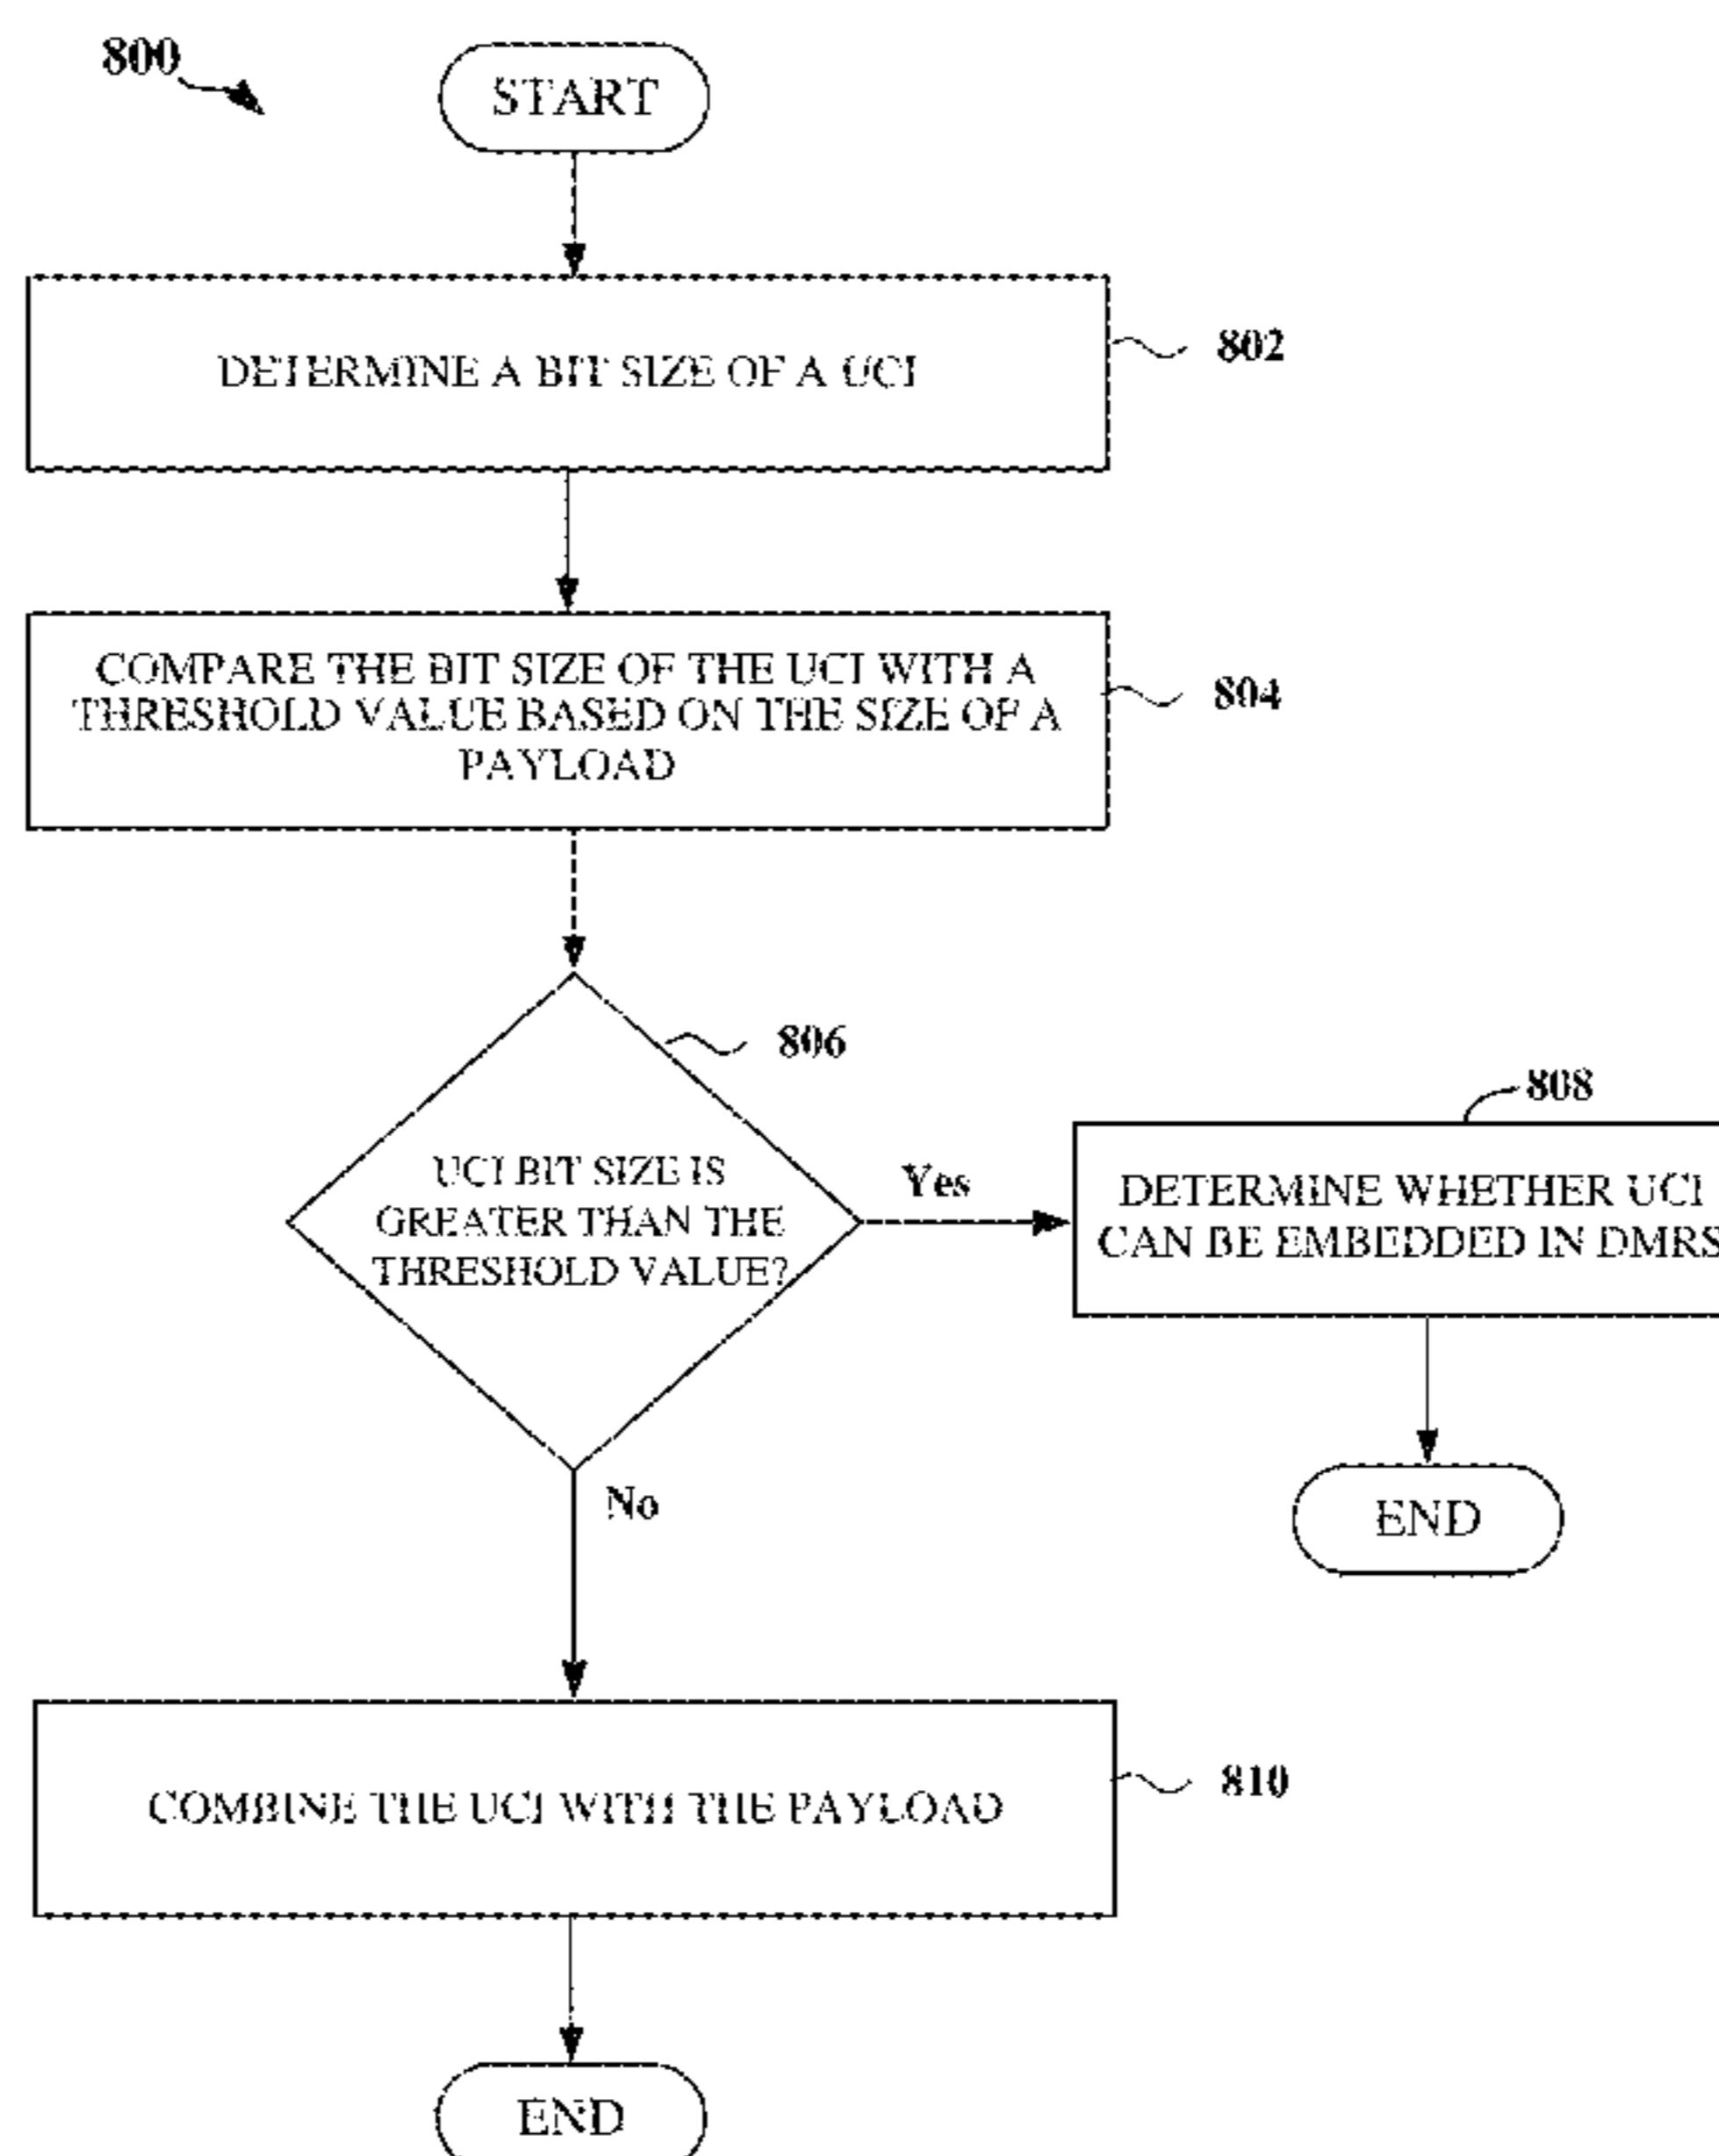 800
START
DETERMINE A BIT SIZE OF A UCI
802
COMPARE THE BIT SIZE OF THE UCI WITH A
THRESHOLD VALUE BASED ON THE SIZE OF A
PAYLOAD
804
806
UCI BIT SIZE IS
GREATER THAN THE
THRESHOLD VALUE?
Yes
808
DETERMINE WHETHER UCI
CAN BE EMBEDDED IN DMRS
END
No
COMBINE THE UCI WITH THE PAYLOAD
810
END